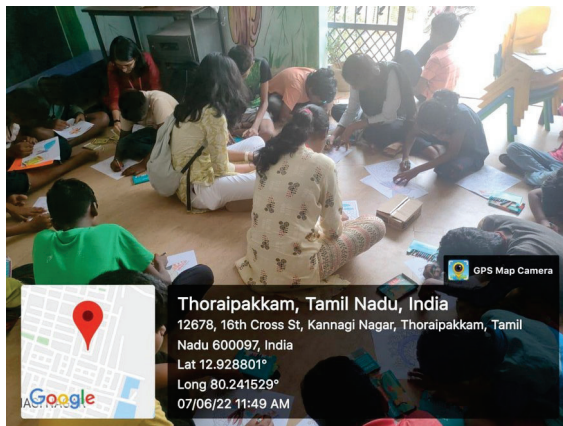 GPS Map Camera
Thoraipakkam, Tamil Nadu, India
12678, 16th Cross St, Kannagi Nagar, Thoraipakkam, Tamil
Nadu 600097, India
Lat 12.928801°
Long 80.241529°
07/06/22 11:49 AM
Google